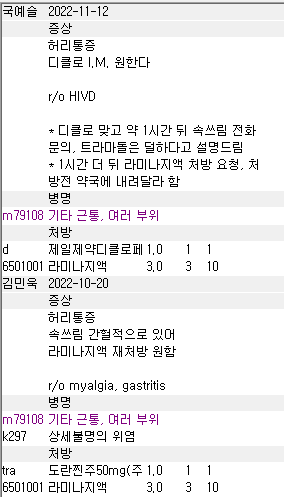 국예슬 2022-11-12
증상
허리통증
디클로 I.M. 원한다
r/o HIVD
* 디클로 맞고 약 1시간 뒤 속쓰림 전화
문의, 트라마돌은 덜하다고 설명드림
* 1시간 더 뒤 라미나지액 처방 요청, 처
방전 약국에 내려달라 함
병명
m79108 기타 근통, 여러 부위
처방
d 제일제약디클로페 1.0 1 1
6501001 라미나지액 3.0 3 10
김민욱 2022-10-20
증상
허리통증
속쓰림 간헐적으로 있어
라미나지액 재처방 원함
r/o myalgia, gastritis
병명
m79108 기타 근통, 여러 부위
k297 상세불명의 위염
처방
tra 도란찐주50mg(주 1.0 1 1
6501001 라미나지액 3.0 3 10